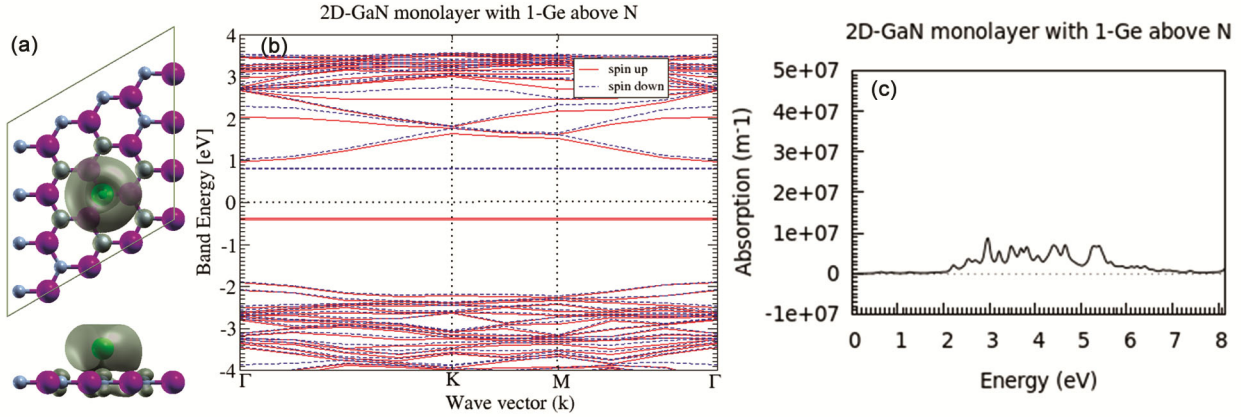 (a)
2D-GaN monolayer with 1-Ge above N
(b)
spin up
spin down
4
3
2
1
0
-1
-2
-3
-4
Band Energy [eV]
Γ K M Γ
Wave vector (k)
2D-GaN monolayer with 1-Ge above N
(c)
5e+07
4e+07
3e+07
2e+07
1e+07
0
-1e+07
Absorption (m-1)
0 1 2 3 4 5 6 7 8
Energy (eV)